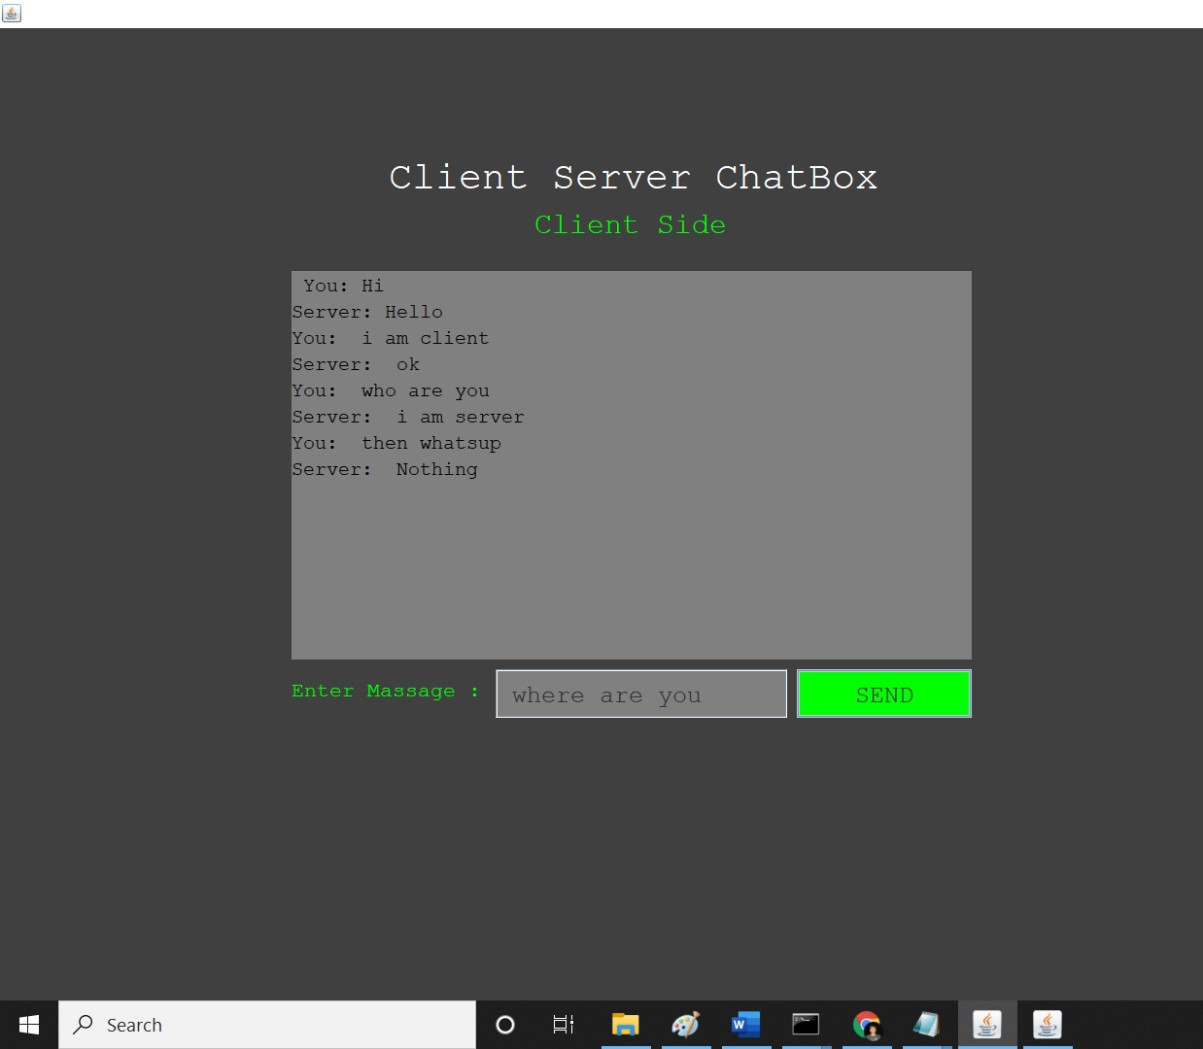 Client Server ChatBox
Client Side
You: Hi
Server: Hello
You:  i am client
Server:  ok
You:  who are you
Server:  i am server
You:  then whatsup
Server:  Nothing
Enter Massage : where are you SEND
Search